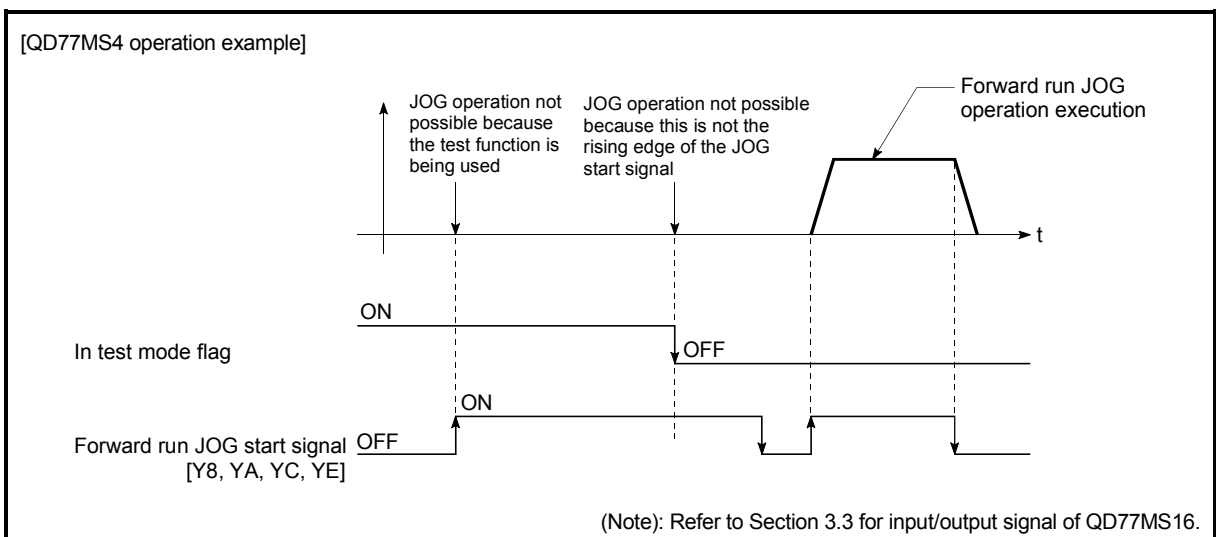 [QD77MS4 operation example]
JOG operation not
possible because
the test function is
being used
JOG operation not possible
because this is not the
rising edge of the JOG
start signal
Forward run JOG
operation execution
t
ON
In test mode flag
OFF
ON
Forward run JOG start signal
OFF
[Y8, YA, YC, YE]
(Note): Refer to Section 3.3 for input/output signal of QD77MS16.